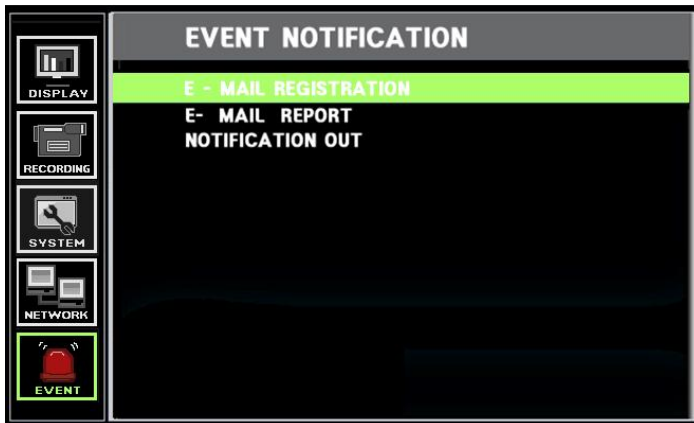 EVENT NOTIFICATION
DISPLAY
RECORDING
SYSTEM
NETWORK
EVENT
E - MAIL REGISTRATION
E- MAIL REPORT
NOTIFICATION OUT